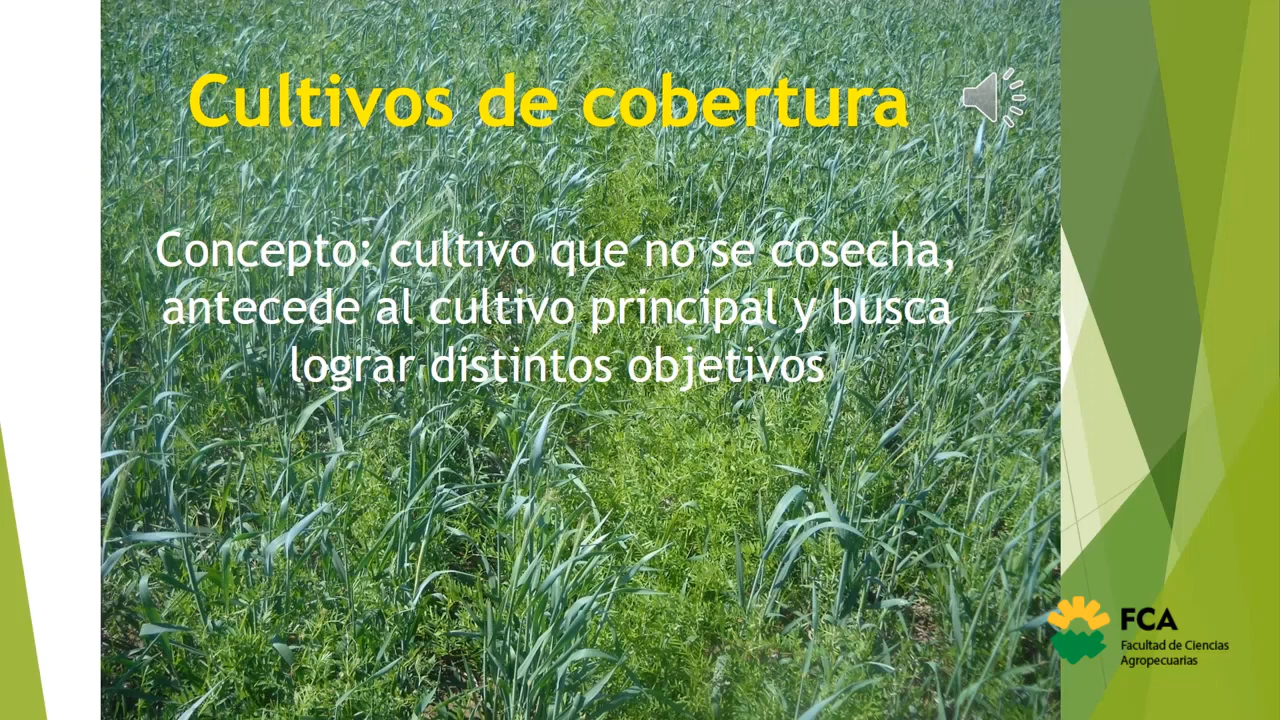 Cultivos de cobertura
Concepto: cultivo que no se cosecha,
antecede al cultivo principal y busca
lograr distintos objetivos
FCA
Facultad de Ciencias
Agropecuarias